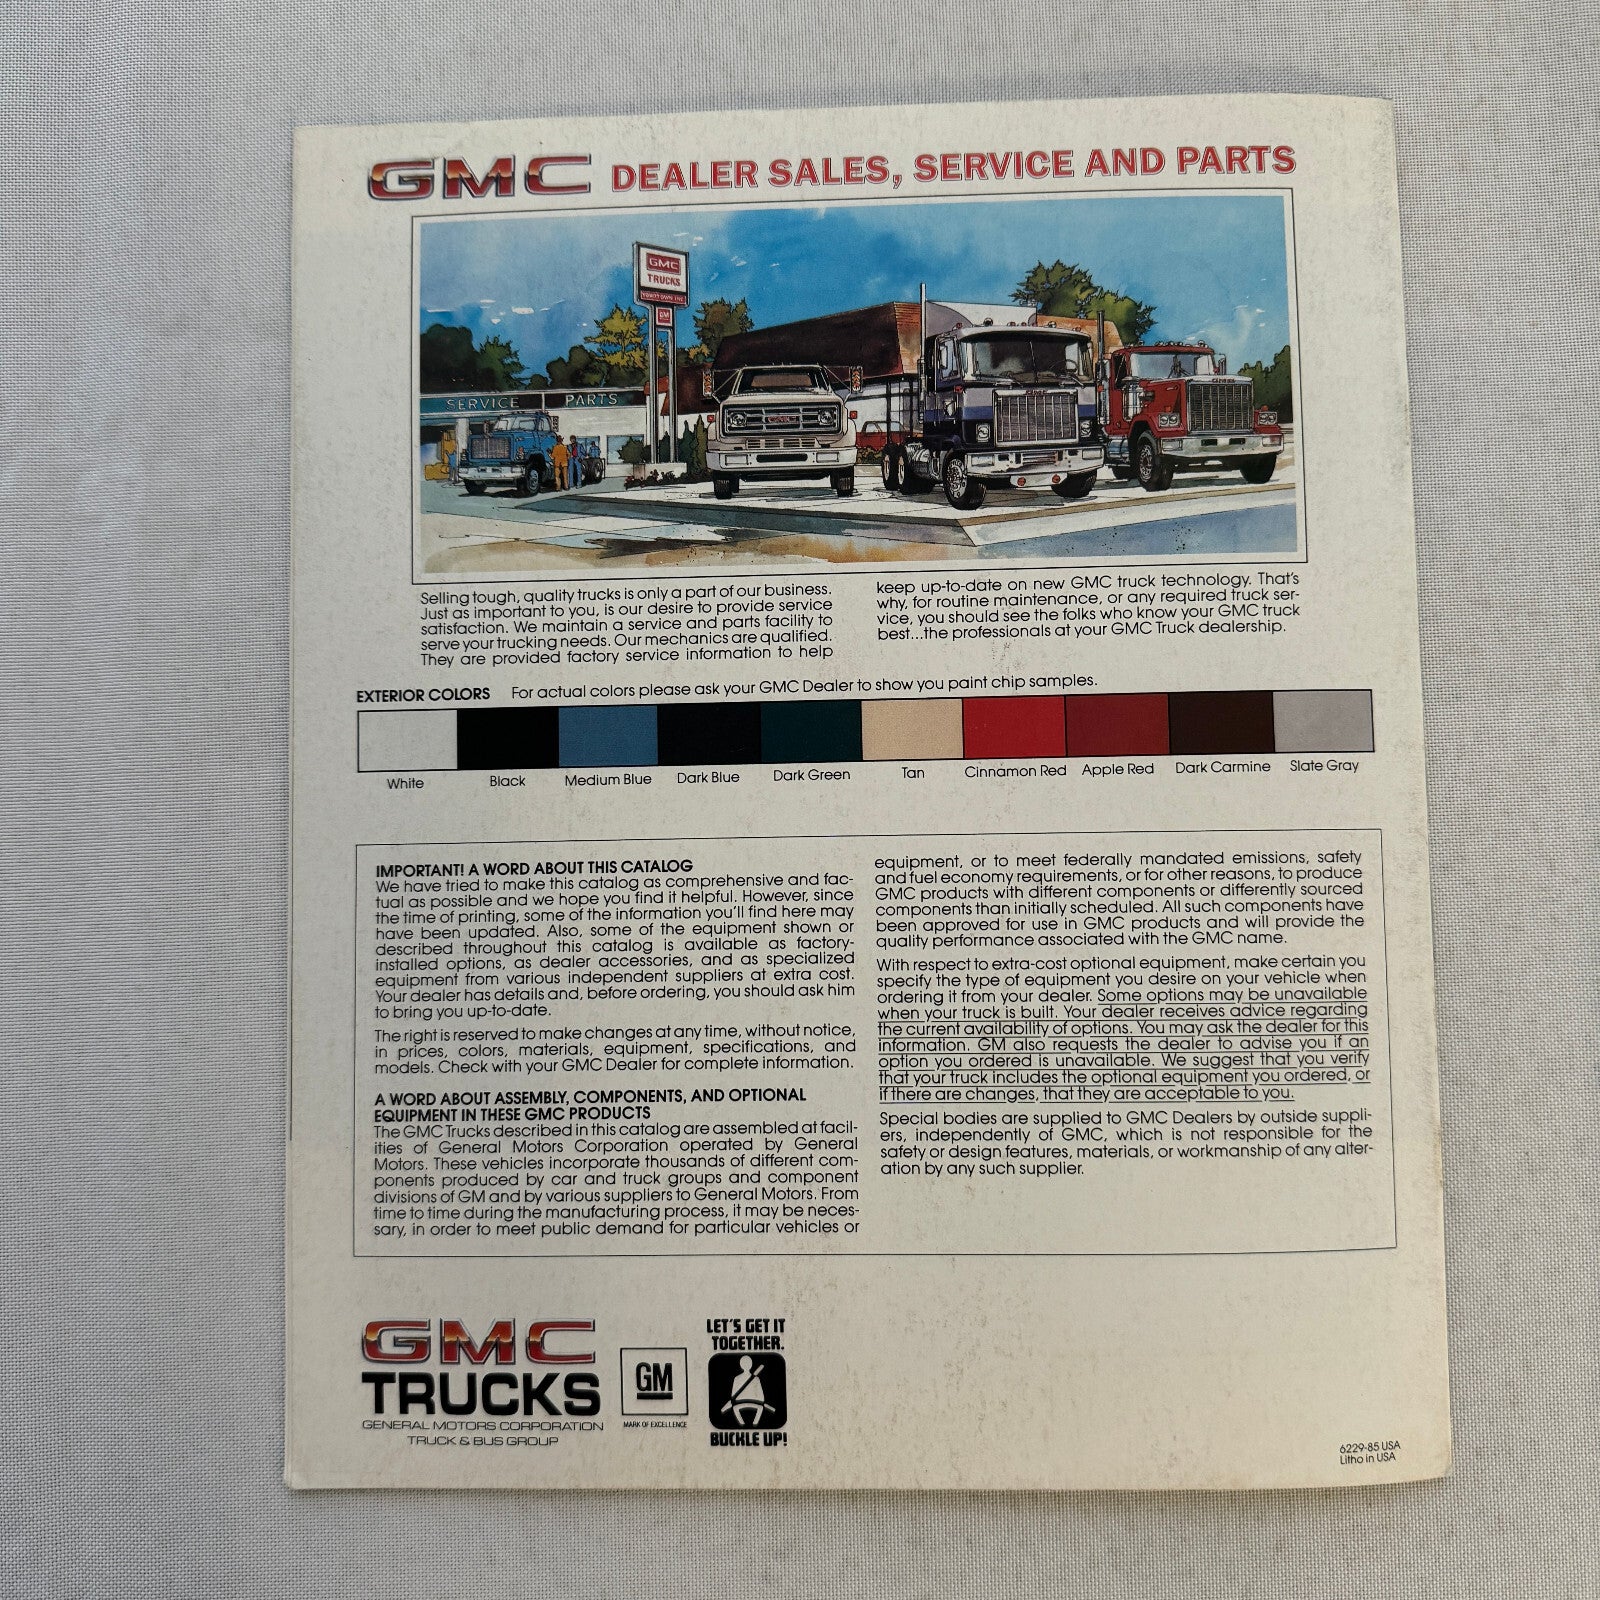 GMC DEALER SALES, SERVICE AND PARTS
GMC
TRUCKS
GM
SERVICE PARTS
GMC
GMC
Selling tough, quality trucks is only a part of our business.
Just as important to you, is our desire to provide service
satisfaction. We maintain a service and parts facility to
serve your trucking needs. Our mechanics are qualified.
They are provided factory service information to help
keep up-to-date on new GMC truck technology. That's
why, for routine maintenance, or any required truck ser-
vice, you should see the folks who know your GMC truck
best...the professionals at your GMC Truck dealership.
EXTERIOR COLORS For actual colors please ask your GMC Dealer to show you paint chip samples.
White Black Medium Blue Dark Blue Dark Green Tan Cinnamon Red Apple Red Dark Carmine Slate Gray
IMPORTANT! A WORD ABOUT THIS CATALOG
We have tried to make this catalog as comprehensive and fac-
tual as possible and we hope you find it helpful. However, since
the time of printing, some of the information you'll find here may
have been updated. Also, some of the equipment shown or
described throughout this catalog is available as factory-
installed options, as dealer accessories, and as specialized
equipment from various independent suppliers at extra cost.
Your dealer has details and, before ordering, you should ask him
to bring you up-to-date.
The right is reserved to make changes at any time, without notice,
in prices, colors, materials, equipment, specifications, and
models. Check with your GMC Dealer for complete information.
A WORD ABOUT ASSEMBLY, COMPONENTS, AND OPTIONAL
EQUIPMENT IN THESE GMC PRODUCTS
The GMC Trucks described in this catalog are assembled at facil-
ities of General Motors Corporation operated by General
Motors. These vehicles incorporate thousands of different com-
ponents produced by car and truck groups and component
divisions of GM and by various suppliers to General Motors. From
time to time during the manufacturing process, it may be neces-
sary, in order to meet public demand for particular vehicles or
equipment, or to meet federally mandated emissions, safety
and fuel economy requirements, or for other reasons, to produce
GMC products with different components or differently sourced
components than initially scheduled. All such components have
been approved for use in GMC products and will provide the
quality performance associated with the GMC name.
With respect to extra-cost optional equipment, make certain you
specify the type of equipment you desire on your vehicle when
ordering it from your dealer. Some options may be unavailable
when your truck is built. Your dealer receives advice regarding
the current availability of options. You may ask the dealer for this
information. GM also requests the dealer to advise you if an
option you ordered is unavailable. We suggest that you verify
that your truck includes the optional equipment you ordered, or
if there are changes, that they are acceptable to you.
Special bodies are supplied to GMC Dealers by outside suppli-
ers, independently of GMC, which is not responsible for the
safety or design features, materials, or workmanship of any alter-
ation by any such supplier.
GMC
TRUCKS
GENERAL MOTORS CORPORATION
TRUCK & BUS GROUP
GM
MARK OF EXCELLENCE
LET'S GET IT
TOGETHER.
BUCKLE UP!
6229-85 USA
Litho in USA